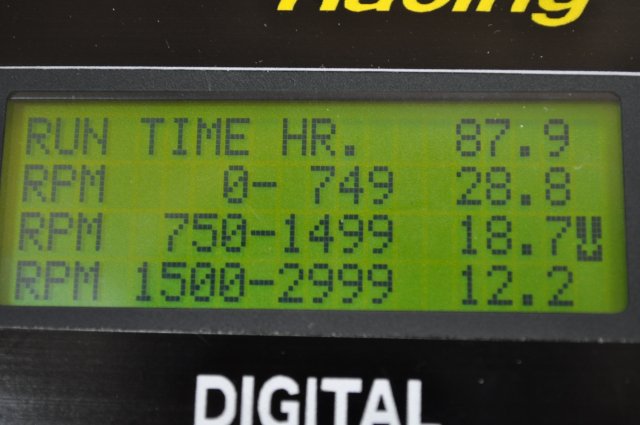 Racing
RUN TIME HR. 87.9
RPM 0- 749 28.8
RPM 750-1499 18.7
RPM 1500-2999 12.2
DIGITAL